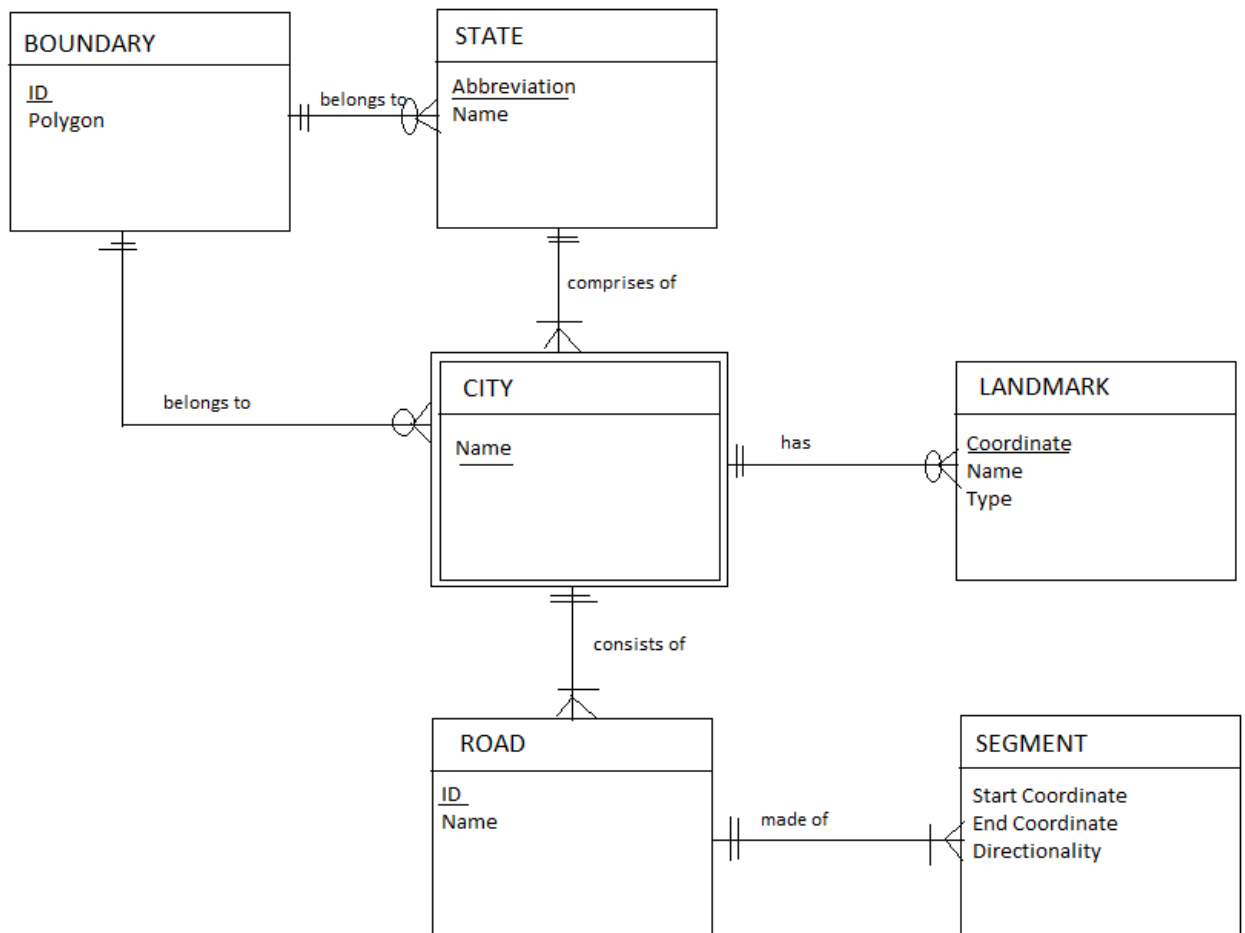 BOUNDARY
ID
Polygon
belongs to
STATE
Abbreviation
Name
comprises of
belongs to
CITY
Name
has
LANDMARK
Coordinate
Name
Type
consists of
ROAD
ID
Name
made of
SEGMENT
Start Coordinate
End Coordinate
Directionality